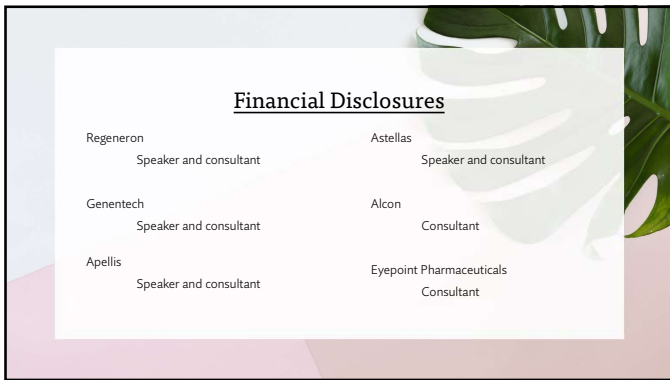 Financial Disclosures
Regeneron
Speaker and consultant
Genentech
Speaker and consultant
Apellis
Speaker and consultant
Astellas
Speaker and consultant
Alcon
Consultant
Eyepoint Pharmaceuticals
Consultant